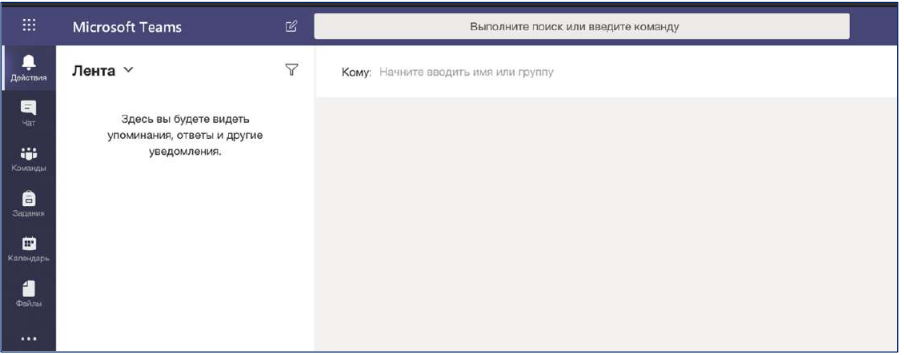 Microsoft Teams
Выполните поиск или введите команду
Действия
Чат
Команды
Задания
Календарь
Файлы
Лента
Здесь вы будете видеть
упоминания, ответы и другие
уведомления.
Кому: Начните вводить имя или группу